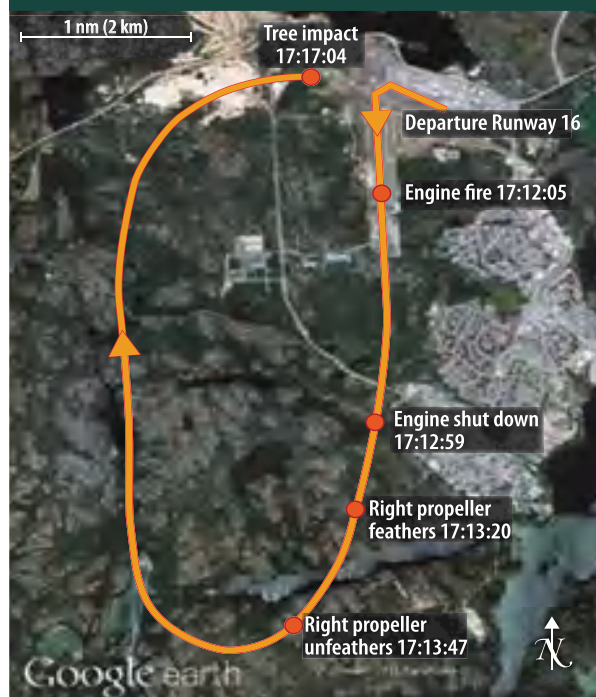 1 nm (2 km)
Tree impact
17:17:04
Departure Runway 16
Engine fire 17:12:05
Engine shut down
17:12:59
Right propeller
feathers 17:13:20
Right propeller
unfeathers 17:13:47
N
Google earth